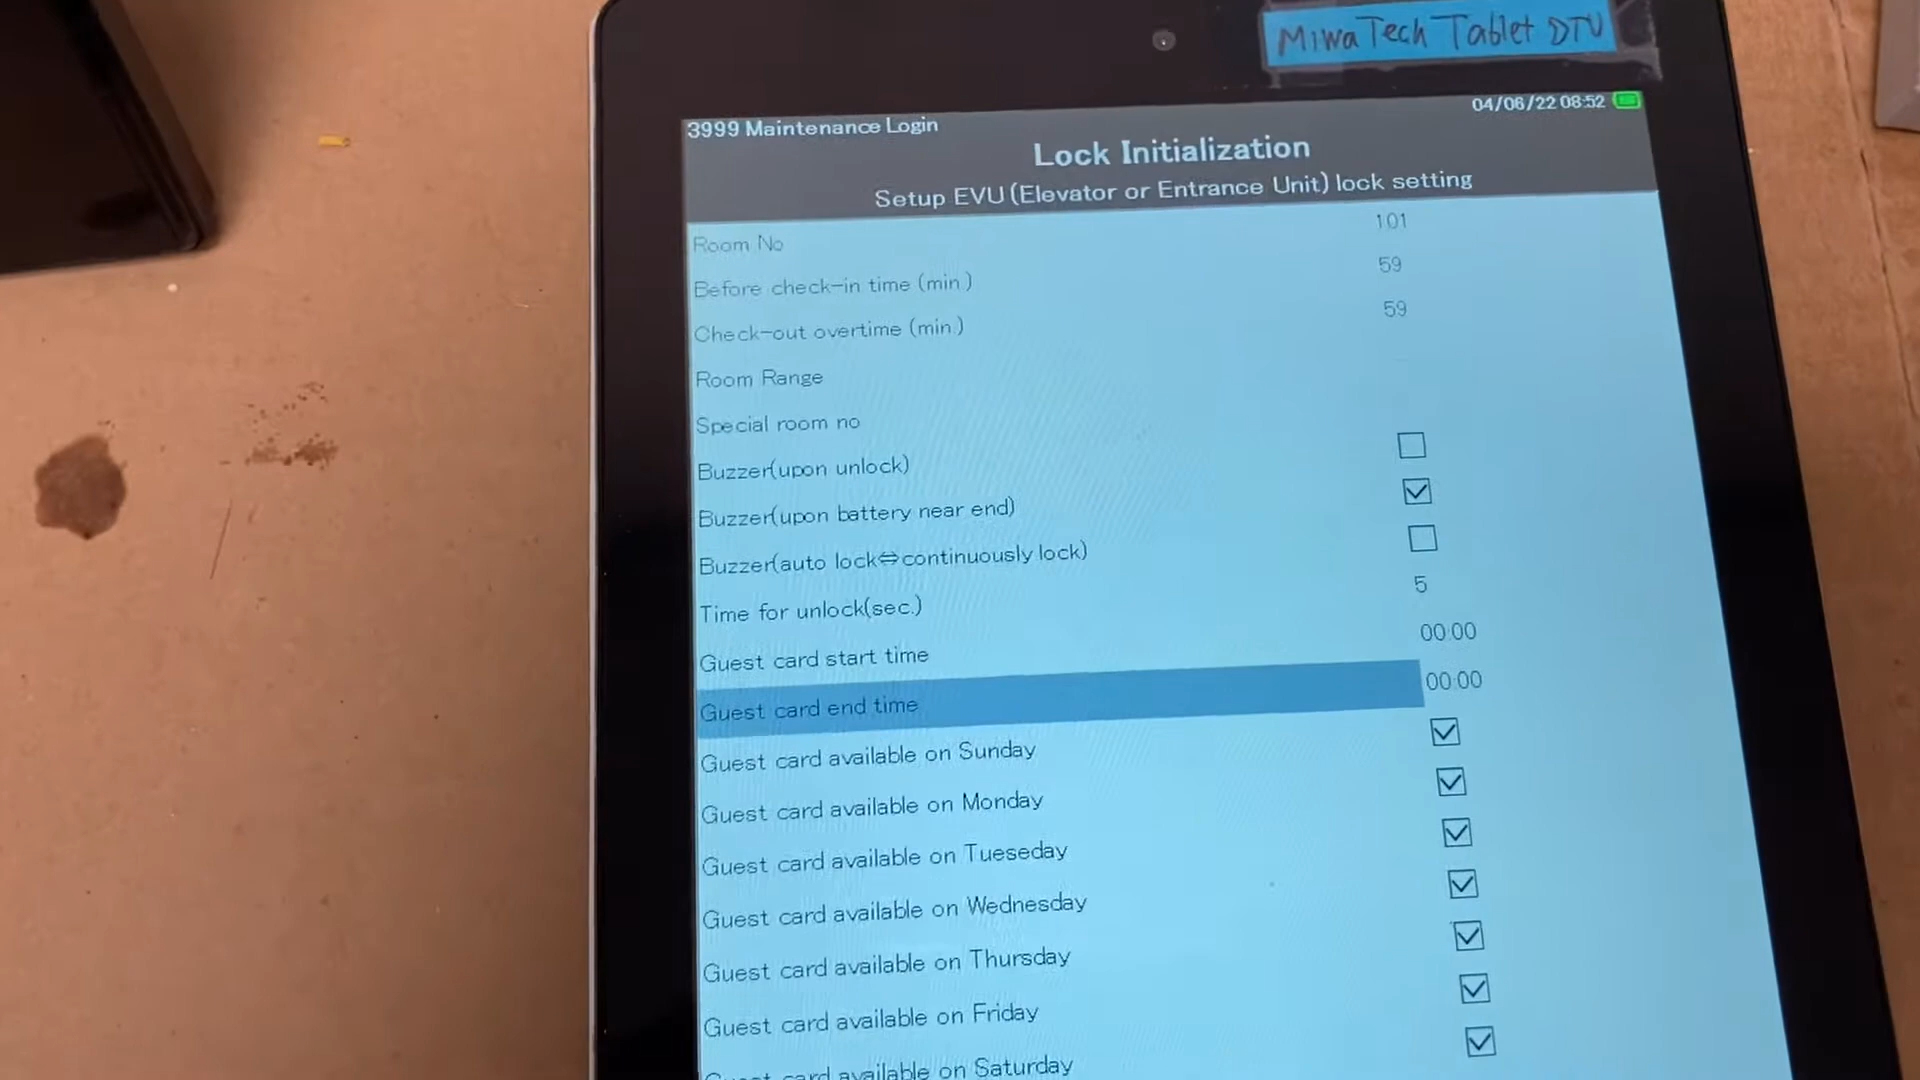 Miwa Tech Tablet DTU
3999 Maintenance Login 04/06/22 08:52
Lock Initialization
Setup EVU(Elevator or Entrance Unit) lock setting
Room No 101
Before check-in time (min.) 59
Check-out overtime (min.) 59
Room Range
Special room no
Buzzer(upon unlock)
Buzzer(upon battery near end)
Buzzer(auto lock⇔continuously lock)
Time for unlock(sec.) 5
Guest card start time 00:00
Guest card end time 00:00
Guest card available on Sunday
Guest card available on Monday
Guest card available on Tueseday
Guest card available on Wednesday
Guest card available on Thursday
Guest card available on Friday
Guest card available on Saturday